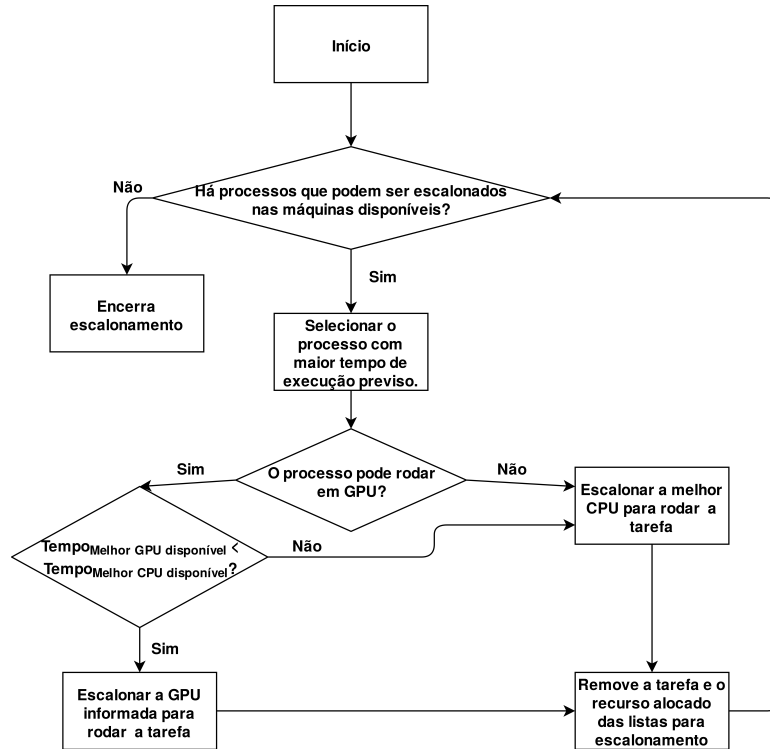 Início
Há processos que podem ser escalonados
nas máquinas disponíveis?
Não
Sim
Encerra
escalonamento
Selecionar o
processo com
maior tempo de
execução previso.
O processo pode rodar
em GPU?
Sim
Não
Escalonar a melhor
CPU para rodar a
tarefa
TempoMelhor GPU disponível <
TempoMelhor CPU disponível?
Não
Sim
Escalonar a GPU
informada para
rodar a tarefa
Remove a tarefa e o
recurso alocado
das listas para
escalonamento